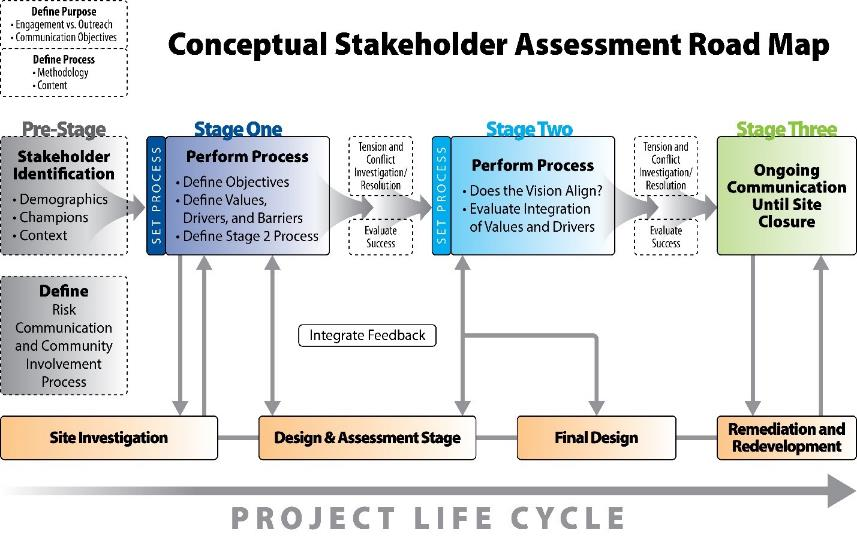 Define Purpose
• Engagement vs. Outreach
• Communication Objectives
Define Process
• Methodology
• Content
Conceptual Stakeholder Assessment Road Map
Pre-Stage
Stakeholder
Identification
• Demographics
• Champions
• Context
Define
Risk
Communication
and Community
Involvement
Process
Stage One
SET PROCESS
Perform Process
• Define Objectives
• Define Values,
Drivers, and Barriers
• Define Stage 2 Process
Tension and
Conflict
Investigation/
Resolution
Evaluate
Success
Stage Two
SET PROCESS
Perform Process
• Does the Vision Align?
• Evaluate Integration
of Values and Drivers
Tension and
Conflict
Investigation/
Resolution
Evaluate
Success
Stage Three
Ongoing
Communication
Until Site
Closure
Integrate Feedback
Site Investigation
Design & Assessment Stage
Final Design
Remediation and
Redevelopment
PROJECT LIFE CYCLE